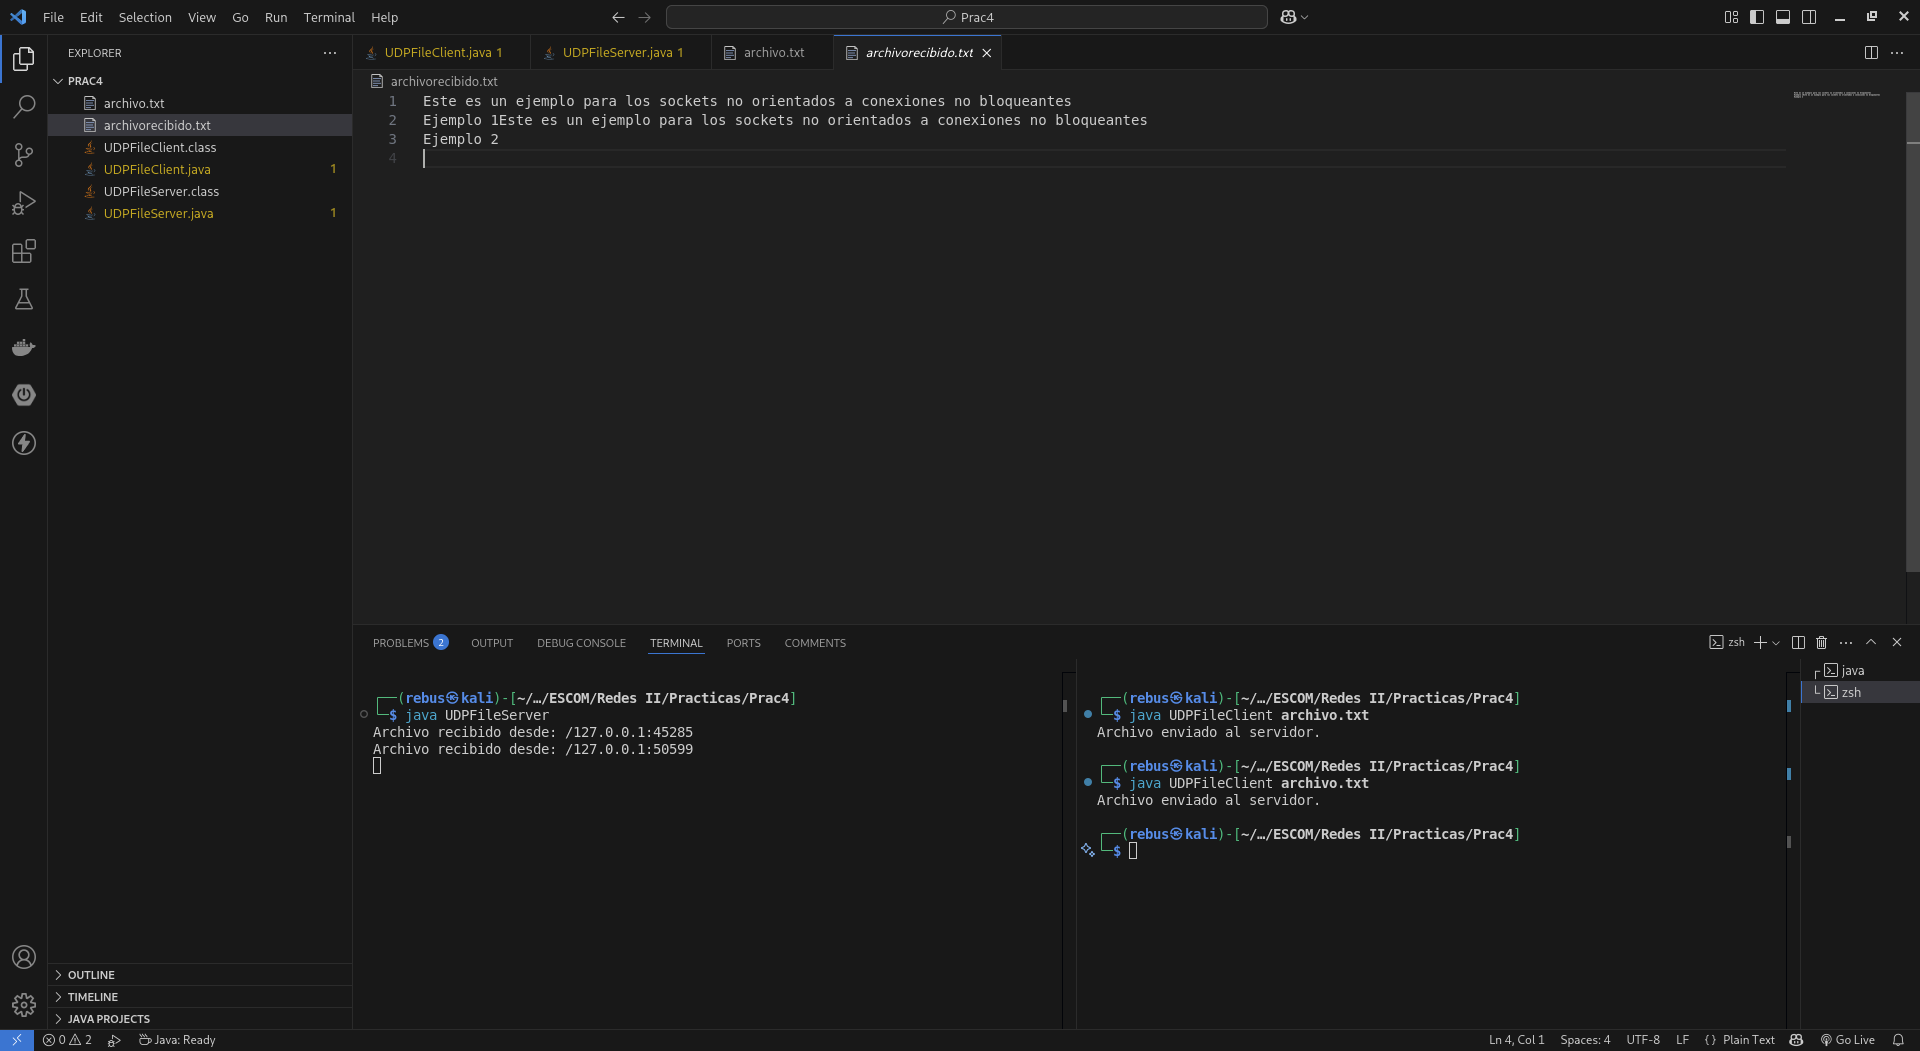 File Edit Selection View Go Run Terminal Help
Prac4
EXPLORER
PRAC4
archivo.txt
archivorecibido.txt
UDPFileClient.class
UDPFileClient.java 1
UDPFileServer.class
UDPFileServer.java 1
OUTLINE
TIMELINE
JAVA PROJECTS
UDPFileClient.java 1 UDPFileServer.java 1 archivo.txt archivorecibido.txt
archivorecibido.txt
1 Este es un ejemplo para los sockets no orientados a conexiones no bloqueantes
2 Ejemplo 1Este es un ejemplo para los sockets no orientados a conexiones no bloqueantes
3 Ejemplo 2
4
PROBLEMS 2 OUTPUT DEBUG CONSOLE TERMINAL PORTS COMMENTS
zsh
┌──(rebus㉿kali)-[~/…/ESCOM/Redes II/Practicas/Prac4]
└─$ java UDPFileServer
Archivo recibido desde: /127.0.0.1:45285
Archivo recibido desde: /127.0.0.1:50599
┌──(rebus㉿kali)-[~/…/ESCOM/Redes II/Practicas/Prac4]
└─$ java UDPFileClient archivo.txt
Archivo enviado al servidor.
┌──(rebus㉿kali)-[~/…/ESCOM/Redes II/Practicas/Prac4]
└─$ java UDPFileClient archivo.txt
Archivo enviado al servidor.
┌──(rebus㉿kali)-[~/…/ESCOM/Redes II/Practicas/Prac4]
└─$
java
zsh
0 2 Java: Ready
Ln 4, Col 1 Spaces: 4 UTF-8 LF {} Plain Text Go Live